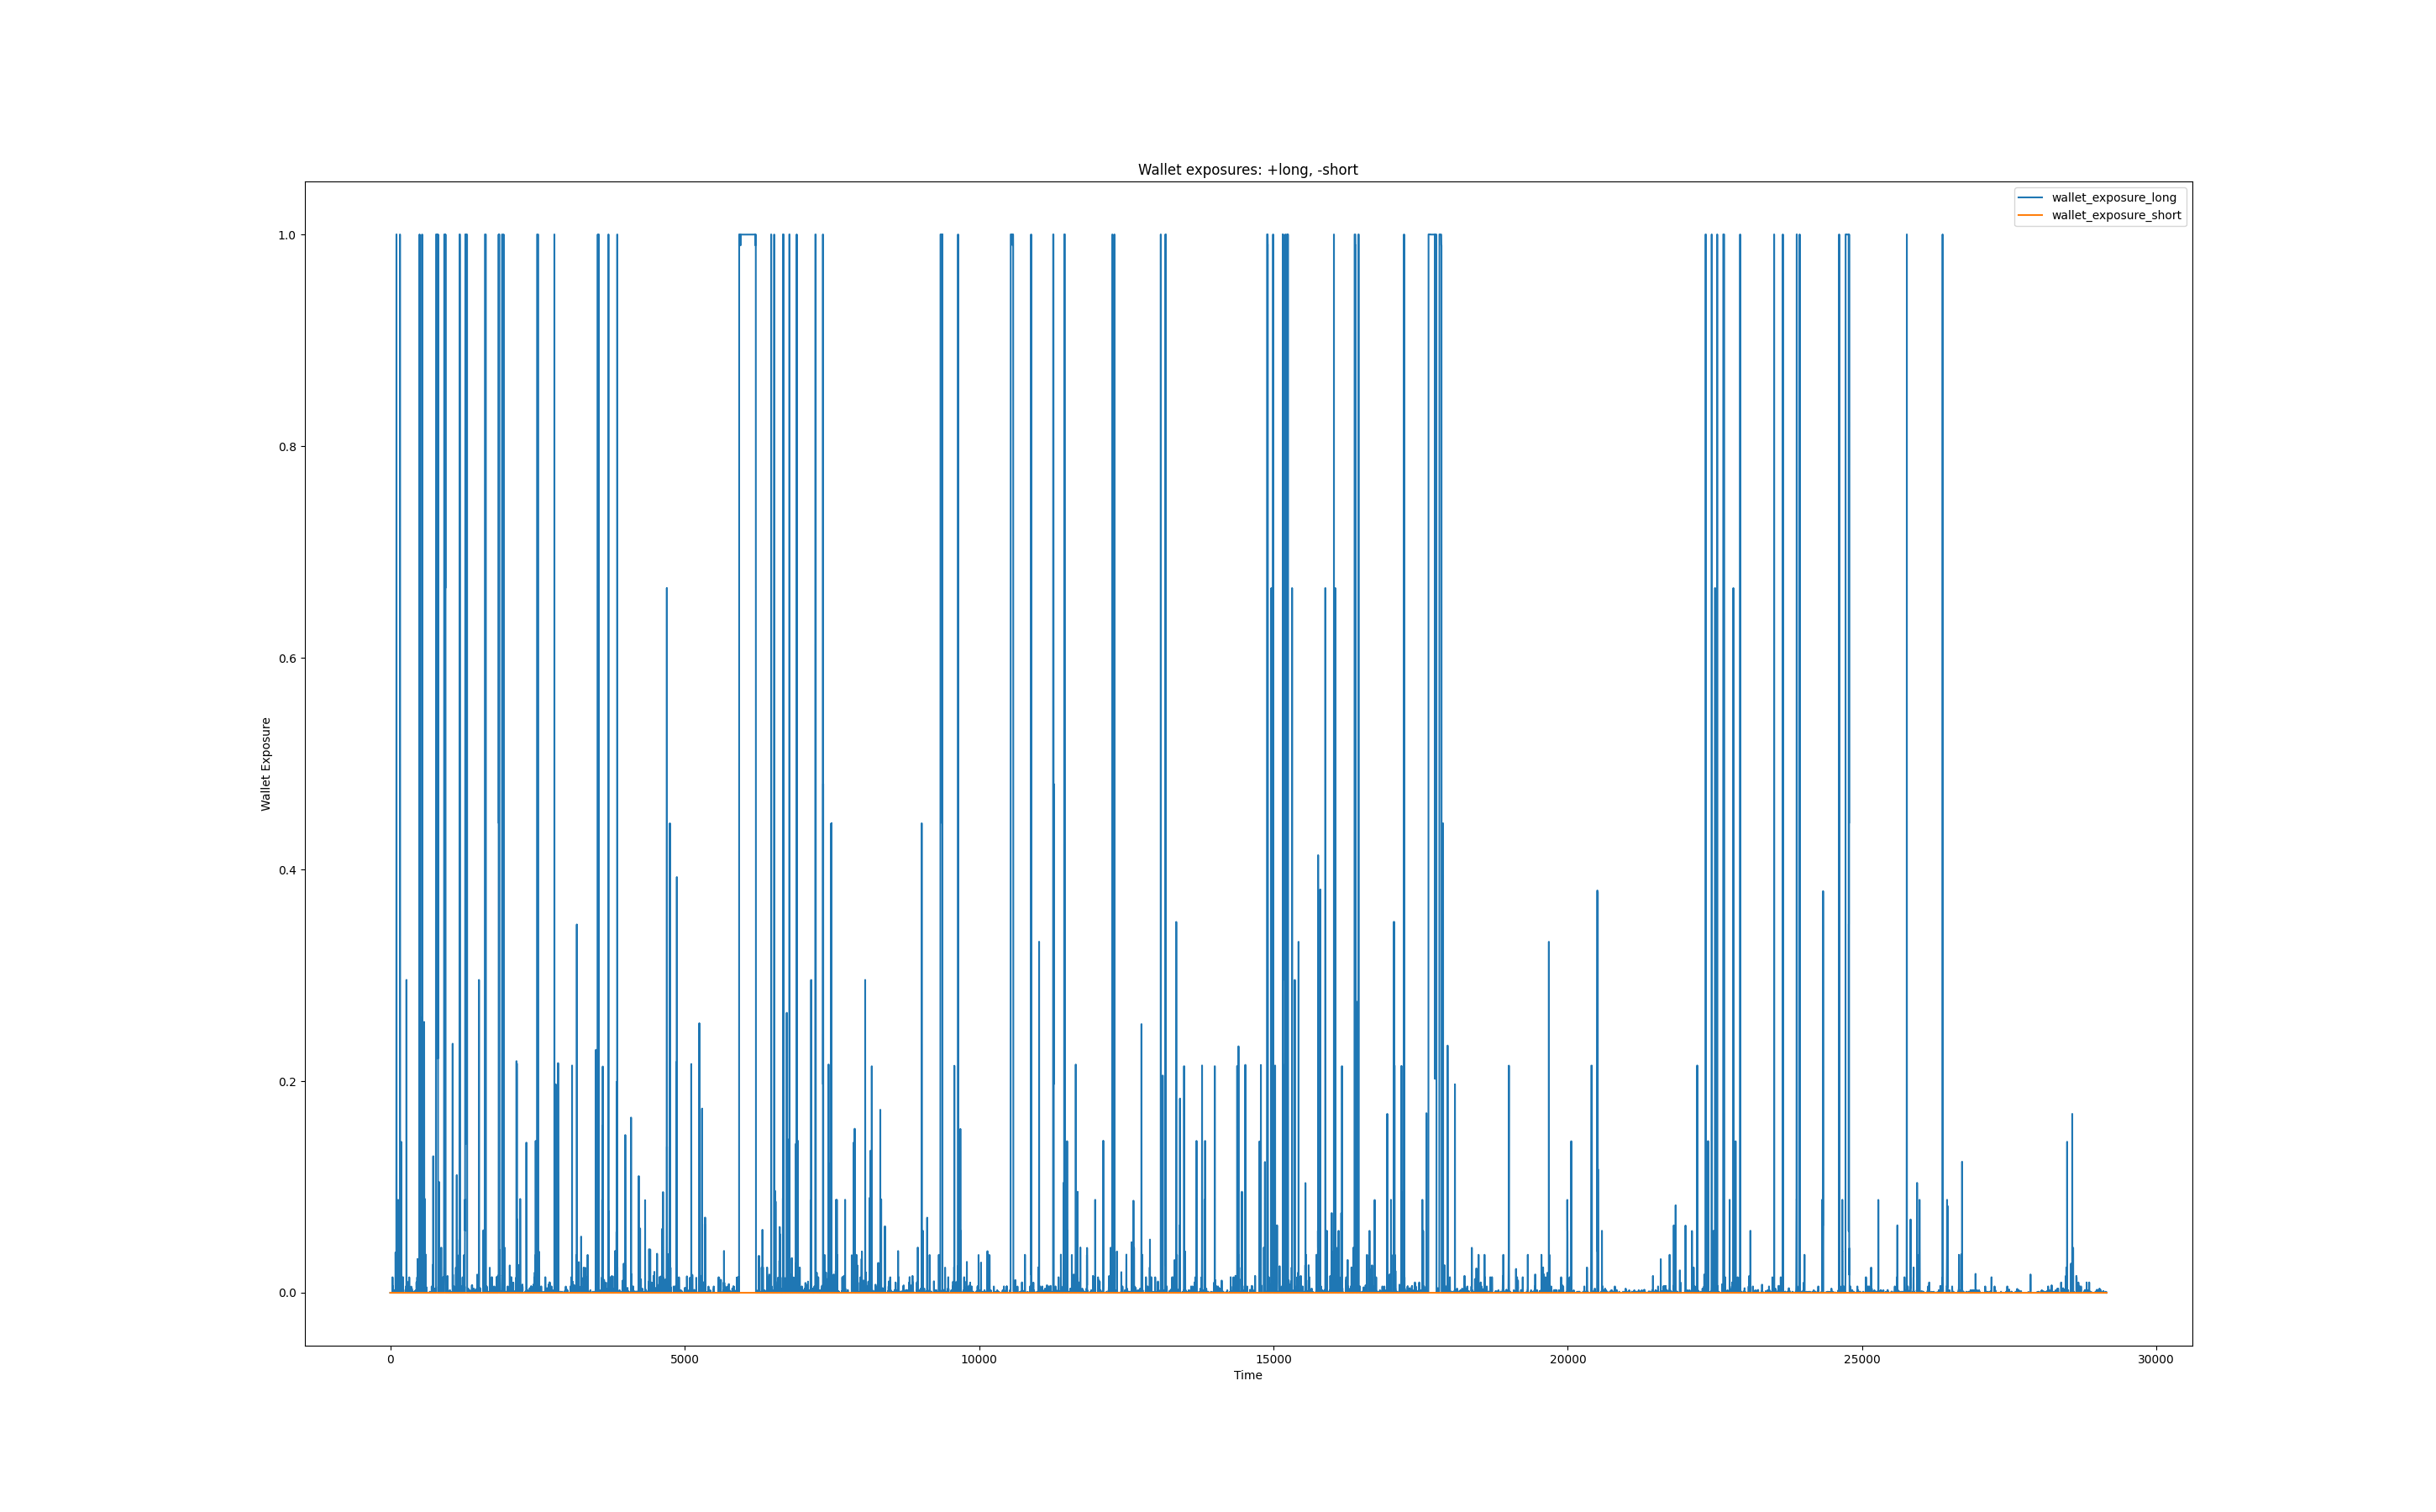 Wallet exposures: +long, -short
wallet_exposure_long
wallet_exposure_short
1.0
0.8
0.6
0.4
0.2
0.0
Wallet Exposure
0 5000 10000 15000 20000 25000 30000
Time